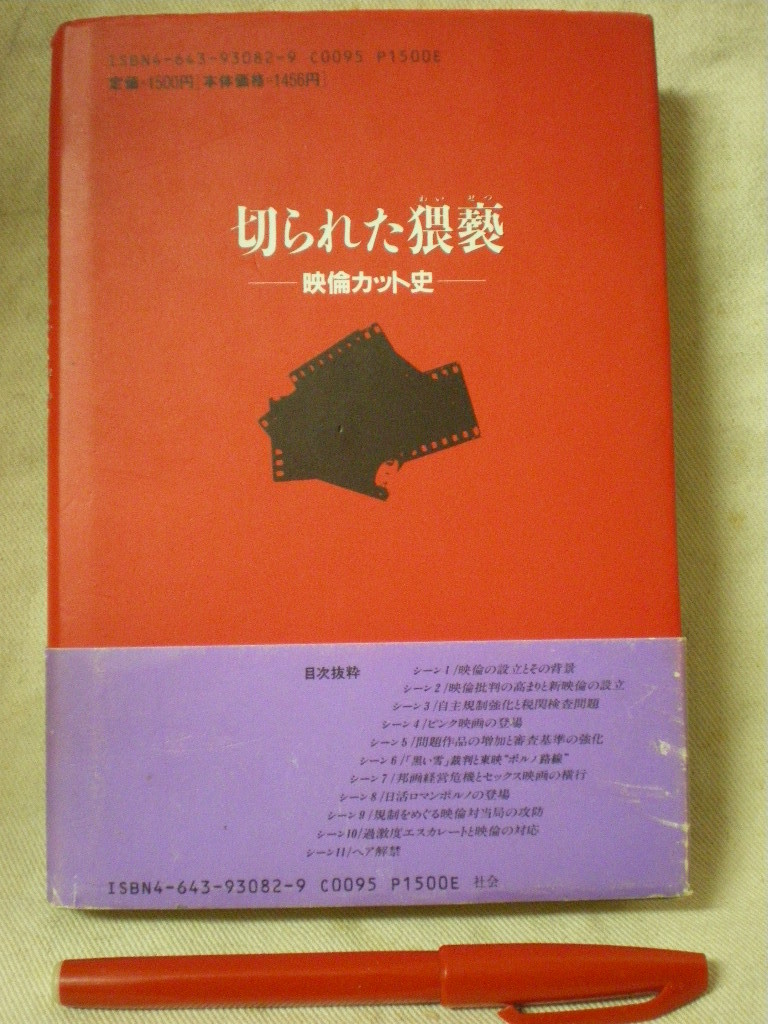 ISBN4-643-93082-9 C0095 P1500E
定価=1500円[本体価格=1456円]
わい せつ
切られた猥褻
映倫カット史
目次抜粋
シーン1/映倫の設立とその背景
シーン2/映倫批判の高まりと新映倫の設立
シーン3/自主規制強化と税関検査問題
シーン4/ピンク映画の登場
シーン5/問題作品の増加と審査基準の強化
シーン6/「黒い雪」裁判と東映"ポルノ路線"
シーン7/邦画経営危機とセックス映画の横行
シーン8/日活ロマンポルノの登場
シーン9/規制をめぐる映倫対当局の攻防
シーン10/過激度エスカレートと映倫の対応
シーン11/ヘア解禁
ISBN4-643-93082-9 C0095 P1500E 社会